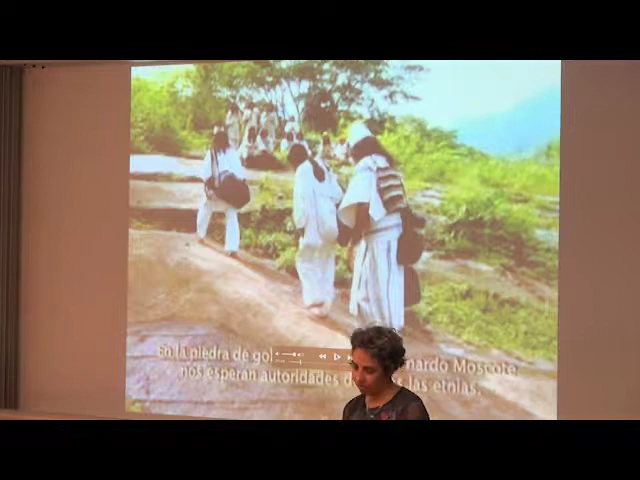 En la piedra de gol nardo Moscote
nos esperan autoridades d las etnias.